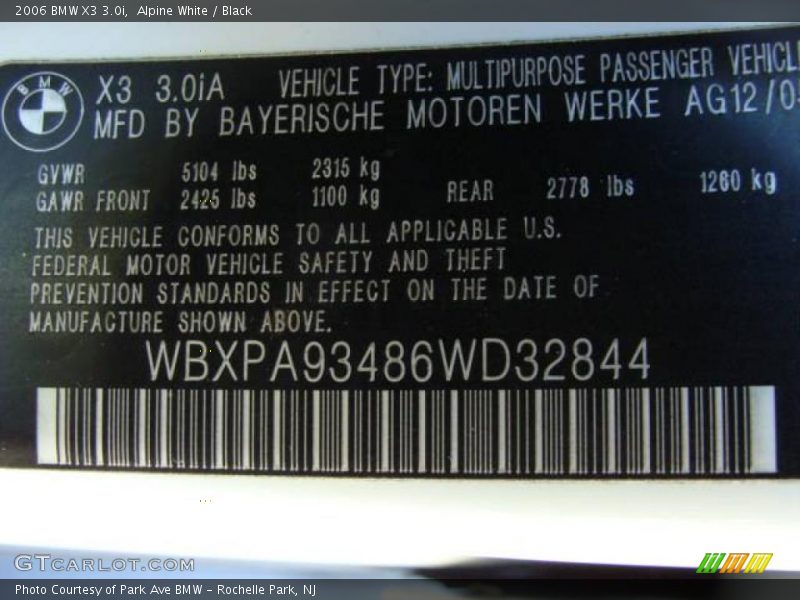 2006 BMW X3 3.0i,  Alpine White / Black
BMW
X3 3.0iA VEHICLE TYPE: MULTIPURPOSE PASSENGER VEHICL
MFD BY BAYERISCHE MOTOREN WERKE AG 12/0
GVWR 5104 lbs 2315 kg
GAWR FRONT 2425 lbs 1100 kg REAR 2778 lbs 1260 kg
THIS VEHICLE CONFORMS TO ALL APPLICABLE U.S.
FEDERAL MOTOR VEHICLE SAFETY AND THEFT
PREVENTION STANDARDS IN EFFECT ON THE DATE OF
MANUFACTURE SHOWN ABOVE.
WBXPA93486WD32844
GTCARLOT.COM
Photo Courtesy of Park Ave BMW - Rochelle Park, NJ